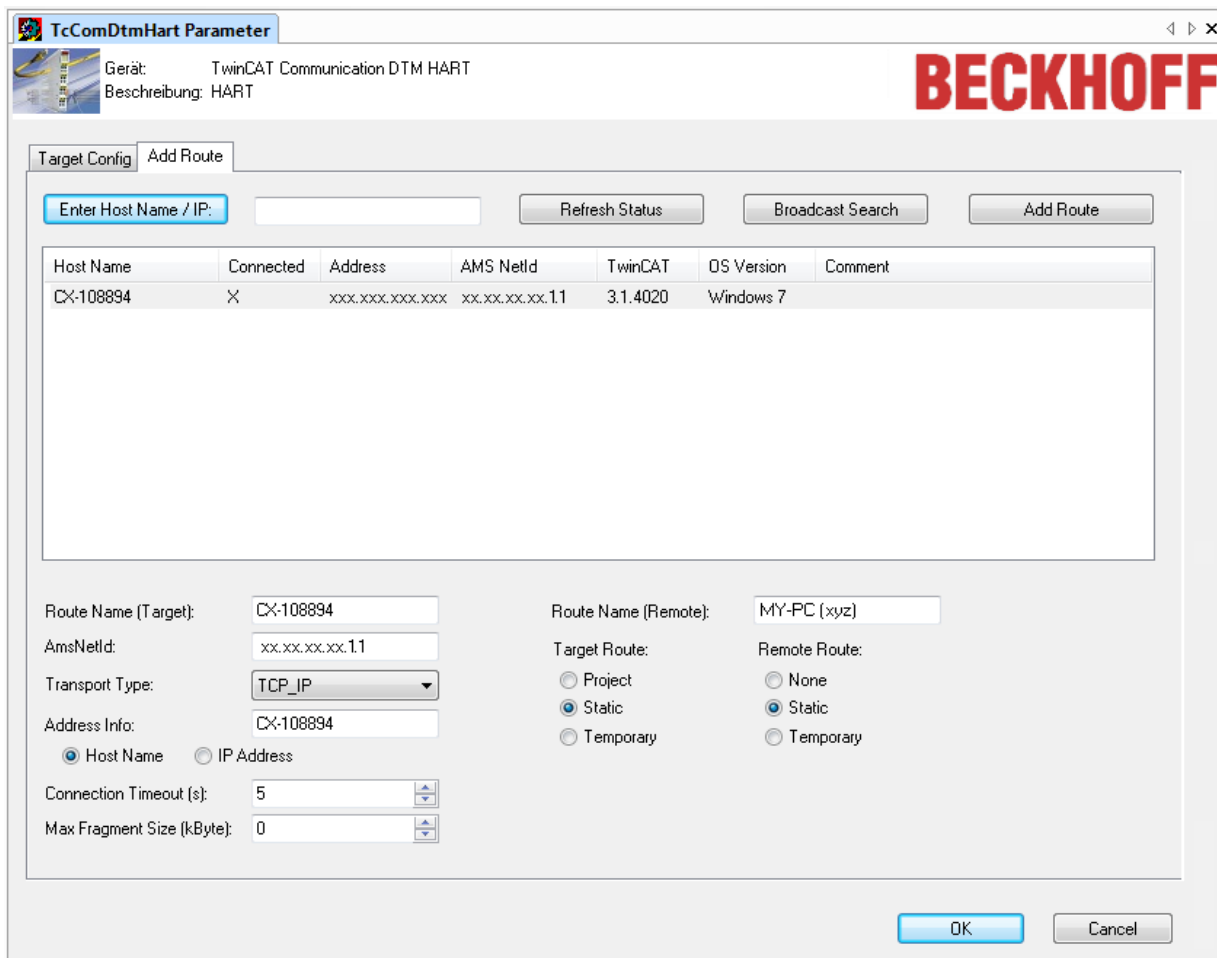 TcComDtmHart Parameter
Gerät: TwinCAT Communication DTM HART
Beschreibung: HART
BECKHOFF
Target Config Add Route
Enter Host Name / IP: Refresh Status Broadcast Search Add Route
Host Name Connected Address AMS NetId TwinCAT OS Version Comment
CX-108894 X xxx.xxx.xxx.xxx xx.xx.xx.xx.1.1 3.1.4020 Windows 7
Route Name (Target): CX-108894 Route Name (Remote): MY-PC (xyz)
AmsNetId: xx.xx.xx.xx.1.1 Target Route: Remote Route:
Transport Type: TCP_IP Project None
Address Info: CX-108894 Static Static
Host Name IP Address Temporary Temporary
Connection Timeout (s): 5
Max Fragment Size (kByte): 0
OK Cancel